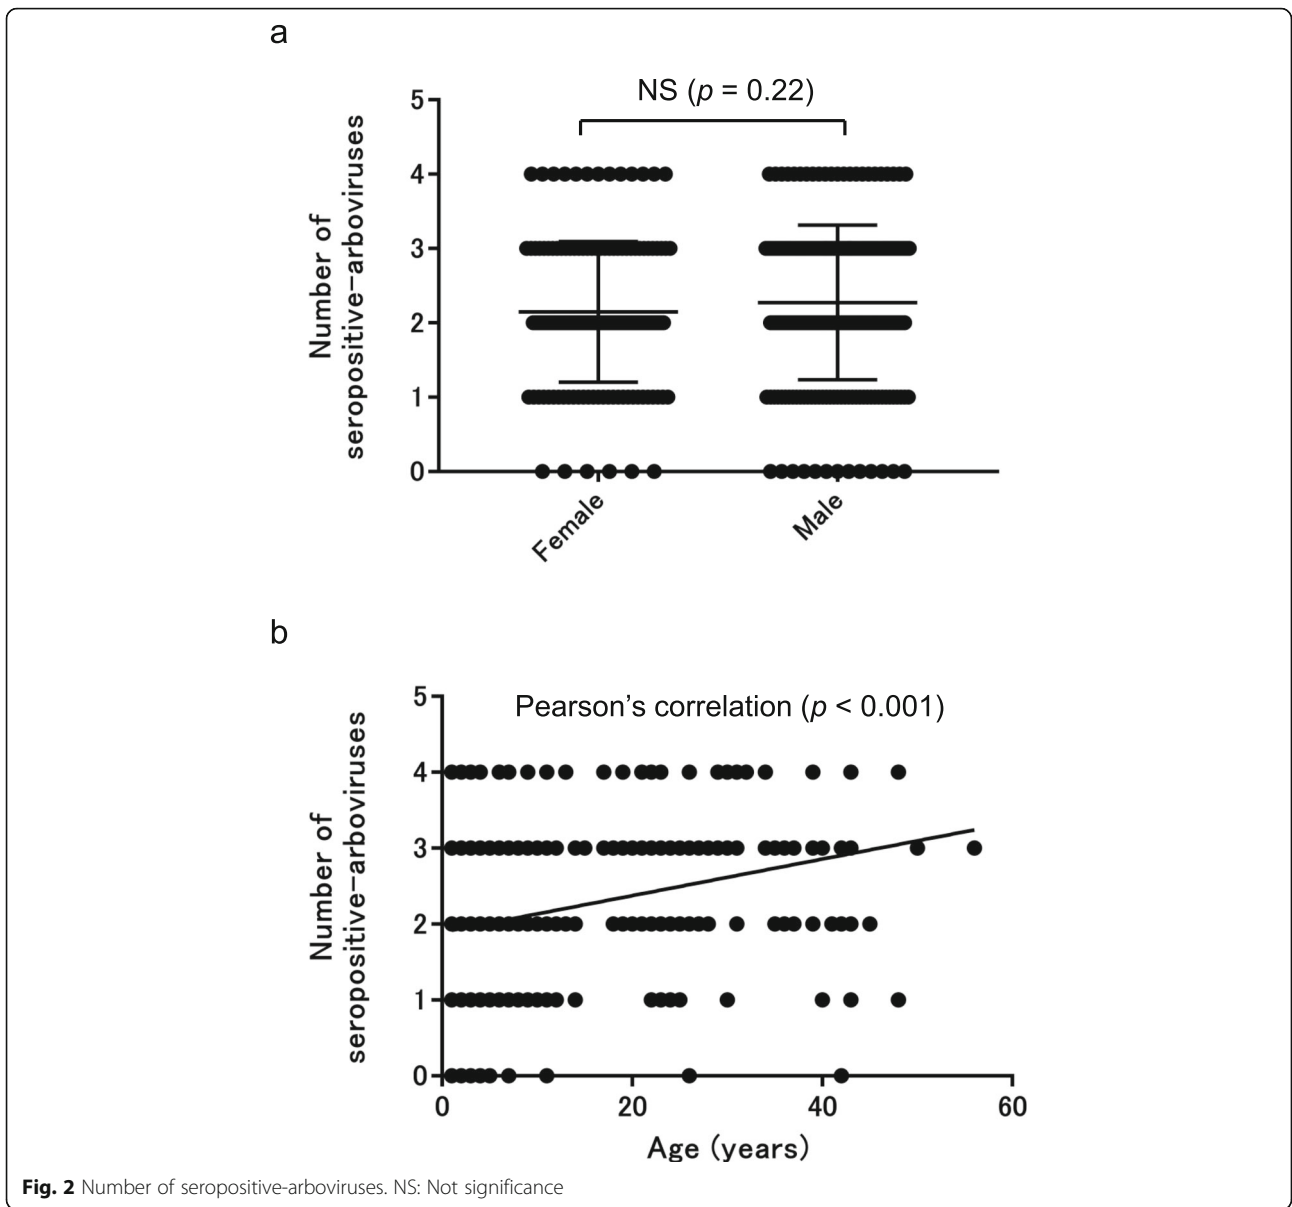 a
NS (p = 0.22)
Number of
seropositive-arboviruses
5
4
3
2
1
0
Female
Male
b
Pearson’s correlation (p < 0.001)
Number of
seropositive-arboviruses
5
4
3
2
1
0
0 20 40 60
Age (years)
Fig. 2 Number of seropositive-arboviruses. NS: Not significance